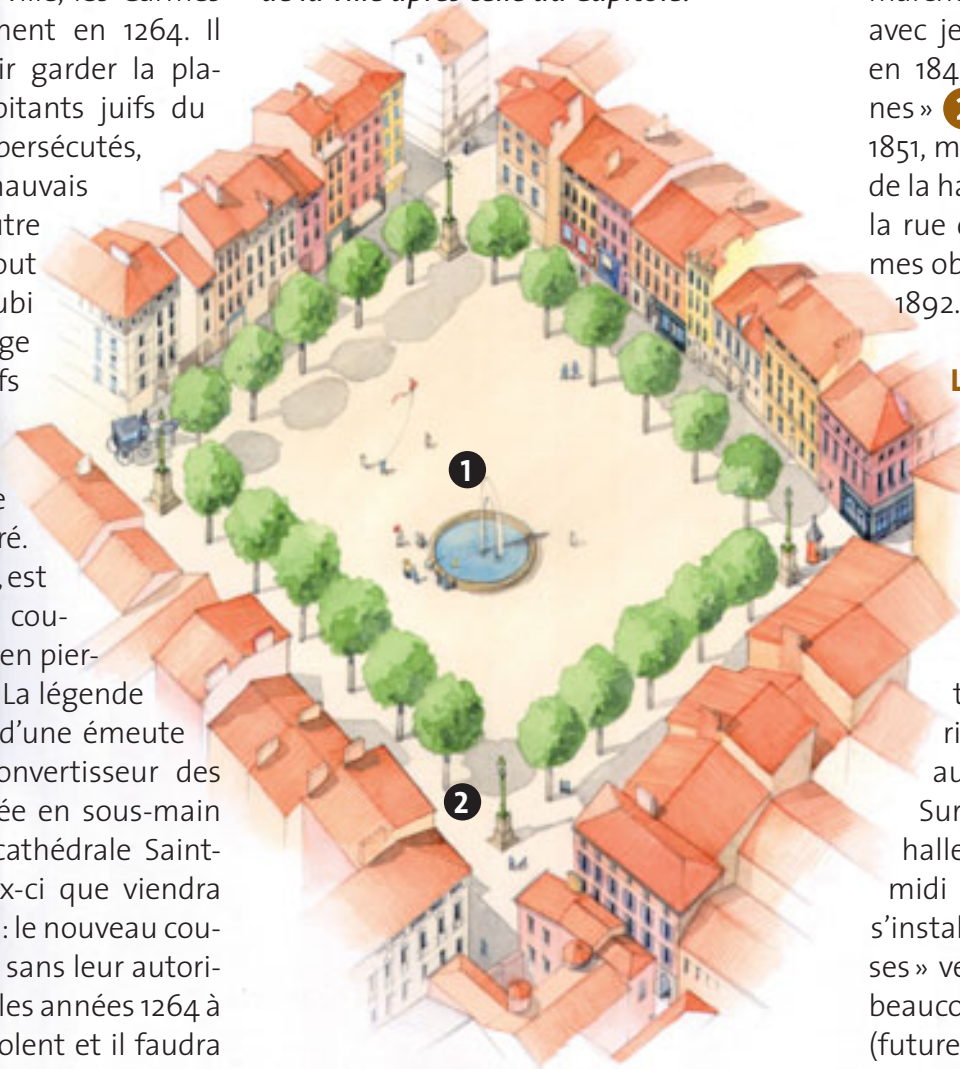 ville, les Carmes
ment en 1264. Il
ir garder la pla-
bitants juifs du
persécutés,
mauvais
utre
out
ubi
ge
fs
e
ré.
, est
cou-
en pier-
La légende
d'une émeute
onvertisseur des
ée en sous-main
cathédrale Saint-
x-ci que viendra
: le nouveau cou-
sans leur autori-
les années 1264 à
olent et il faudra
de la ville après celle du Capitole.
1
2
avec je
en 184
nes » 2
1851, m
de la ha
la rue
mes ob
1892.
L
t
ri
au
Sur
halle
midi
s'instal
ses » ve
beauco
(future